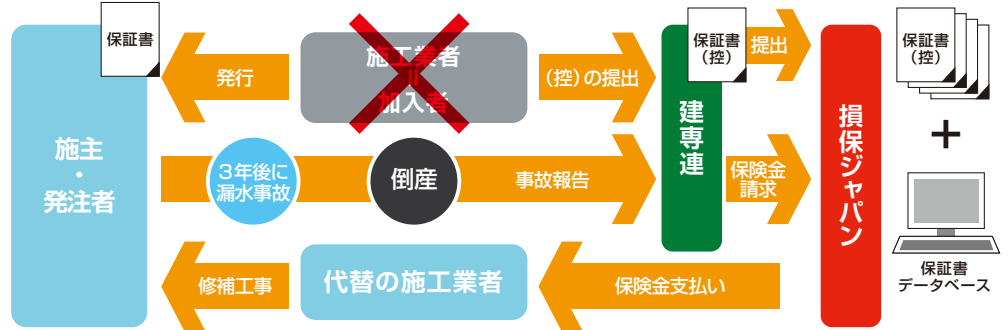 保証書
施主
・
発注者
発行
施工業者
＝
加入者
(控)の提出
保証書
(控)
提出
建専連
損保ジャパン
保証書
(控)
＋
3年後に
漏水事故
倒産
事故報告
保険金
請求
修補工事
代替の施工業者
保険金支払い
保証書
データベース